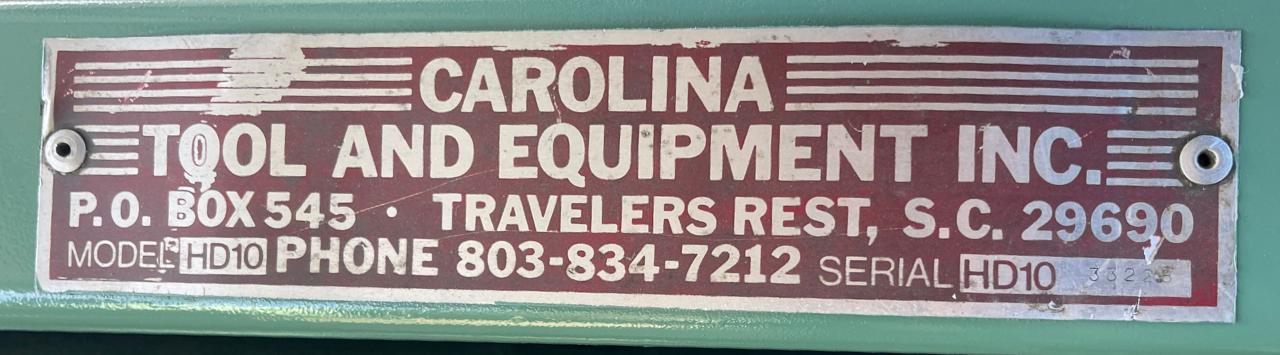 CAROLINA
TOOL AND EQUIPMENT INC.
P.O. BOX 545 · TRAVELERS REST, S.C. 29690
MODEL HD10 PHONE 803-834-7212 SERIAL HD10